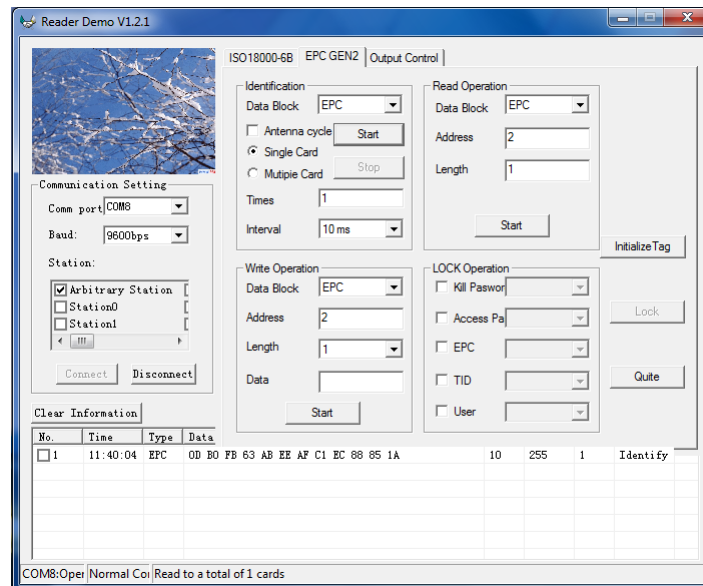 Reader Demo V1.2.1
ISO18000-6B EPC GEN2 Output Control
Identification
Data Block EPC
Antenna cycle Start
Single Card
Mutipie Card Stop
Times 1
Interval 10 ms
Read Operation
Data Block EPC
Address 2
Length 1
Start
Communication Setting
Comm port COM8
Baud: 9600bps
Station:
Arbitrary Station
Station0
Station1
Connect Disconnect
Write Operation
Data Block EPC
Address 2
Length 1
Data
Start
LOCK Operation
Kill Paswor
Access Pa
EPC
TID
User
InitializeTag
Lock
Quite
Clear Information
No. Time Type Data
1 11:40:04 EPC 0D B0 FB 63 AB EE AF C1 EC 88 85 1A 10 255 1 Identify
COM8:Oper Normal Coi Read to a total of 1 cards